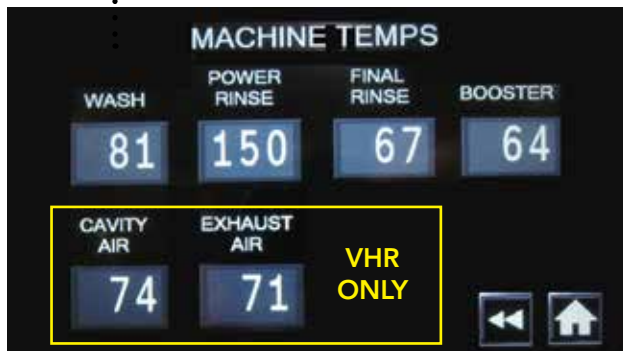 MACHINE TEMPS
WASH
POWER
RINSE
FINAL
RINSE
BOOSTER
81
150
67
64
CAVITY
AIR
EXHAUST
AIR
VHR
ONLY
74
71